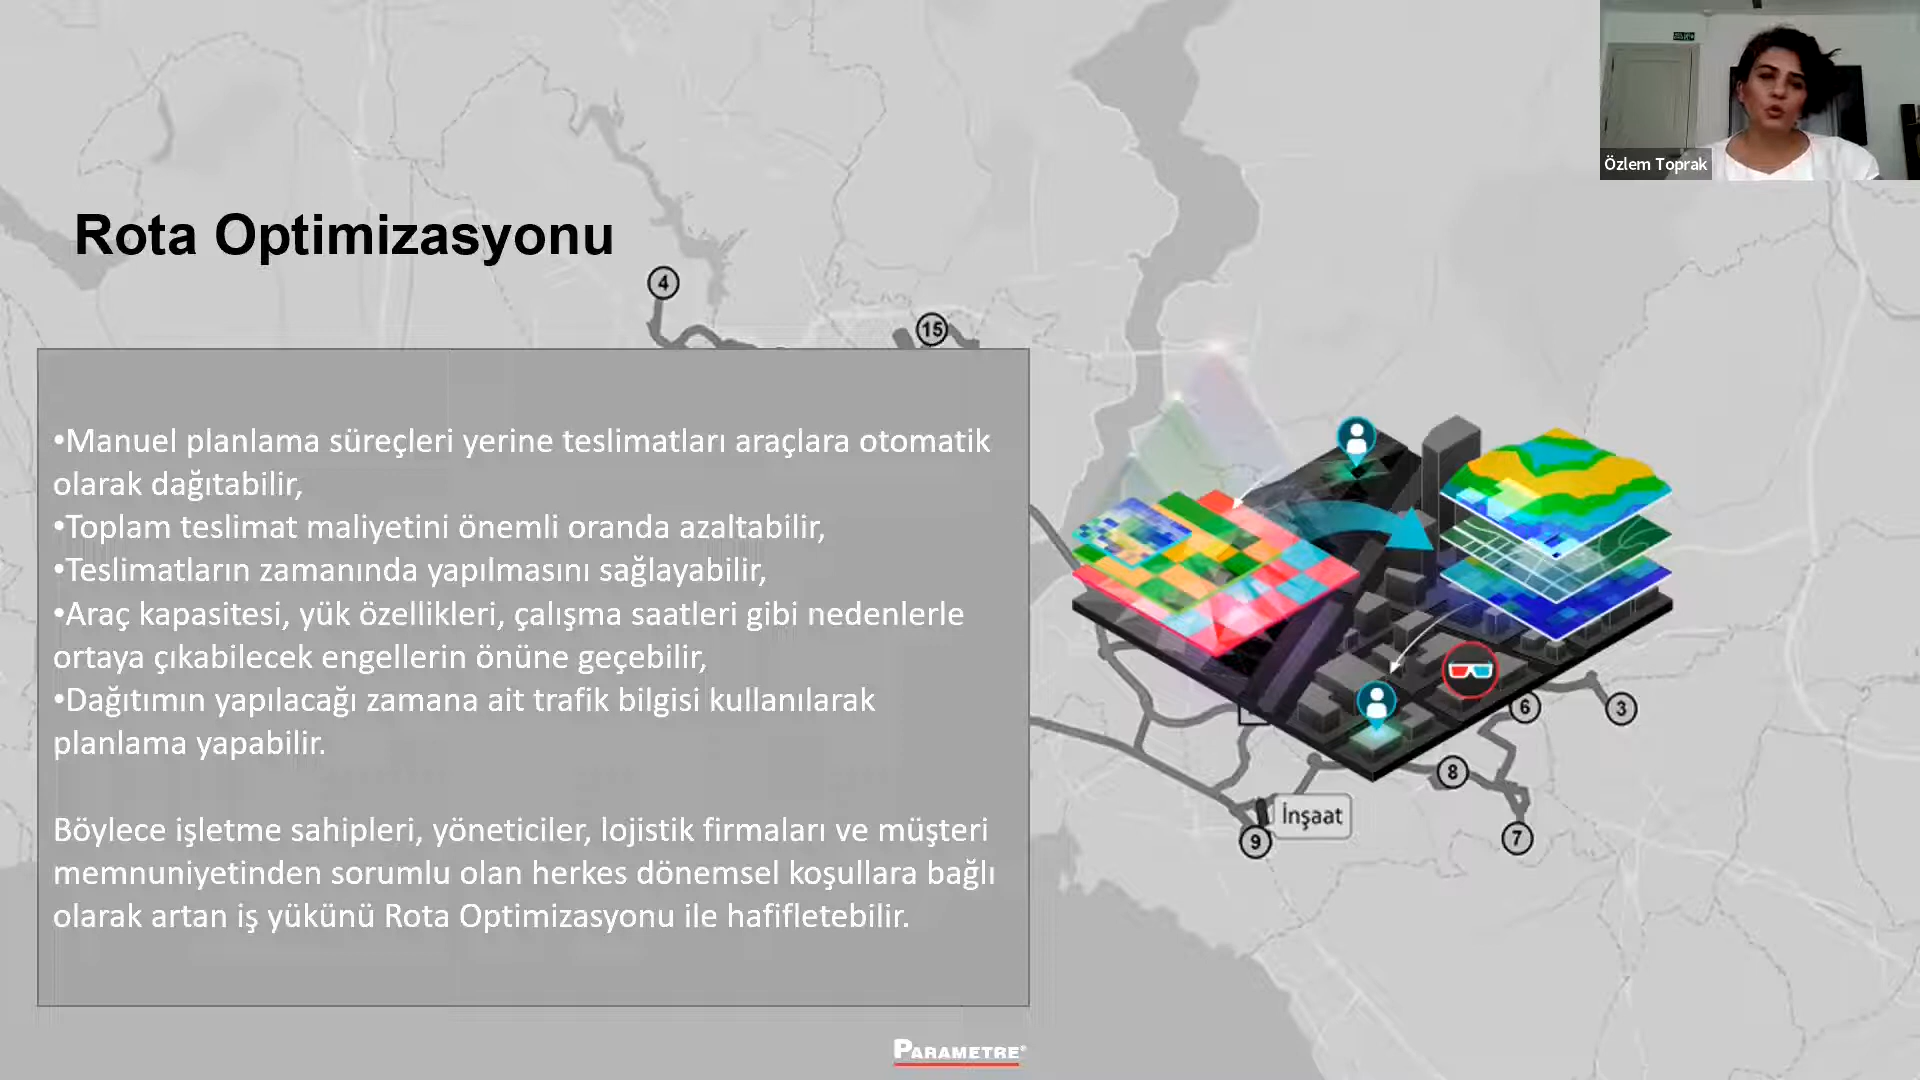 Özlem Toprak
Rota Optimizasyonu
4
15
•Manuel planlama süreçleri yerine teslimatları araçlara otomatik
olarak dağıtabilir,
•Toplam teslimat maliyetini önemli oranda azaltabilir,
•Teslimatların zamanında yapılmasını sağlayabilir,
•Araç kapasitesi, yük özellikleri, çalışma saatleri gibi nedenlerle
ortaya çıkabilecek engellerin önüne geçebilir,
•Dağıtımın yapılacağı zamana ait trafik bilgisi kullanılarak
planlama yapabilir.
Böylece işletme sahipleri, yöneticiler, lojistik firmaları ve müşteri
memnuniyetinden sorumlu olan herkes dönemsel koşullara bağlı
olarak artan iş yükünü Rota Optimizasyonu ile hafifletebilir.
6
3
8
İnşaat
9
7
PARAMETRE®